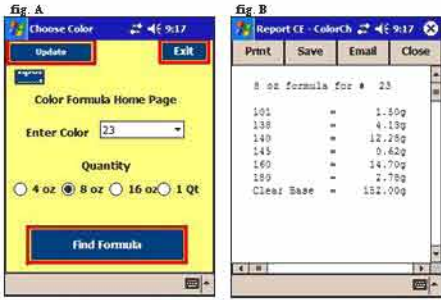 fig. A
Choose Color 9:17
Update Exit
Color Formula Home Page
Enter Color 23
Quantity
4 oz 8 oz 16 oz 1 Qt
Find Formula
fig. B
Report CE - ColorCh 9:17
Print Save Email Close
8 oz formula for # 23
101 = 1.50g
138 = 4.13g
140 = 12.28g
145 = 0.62g
160 = 14.70g
180 = 2.78g
Clear Base = 152.00g